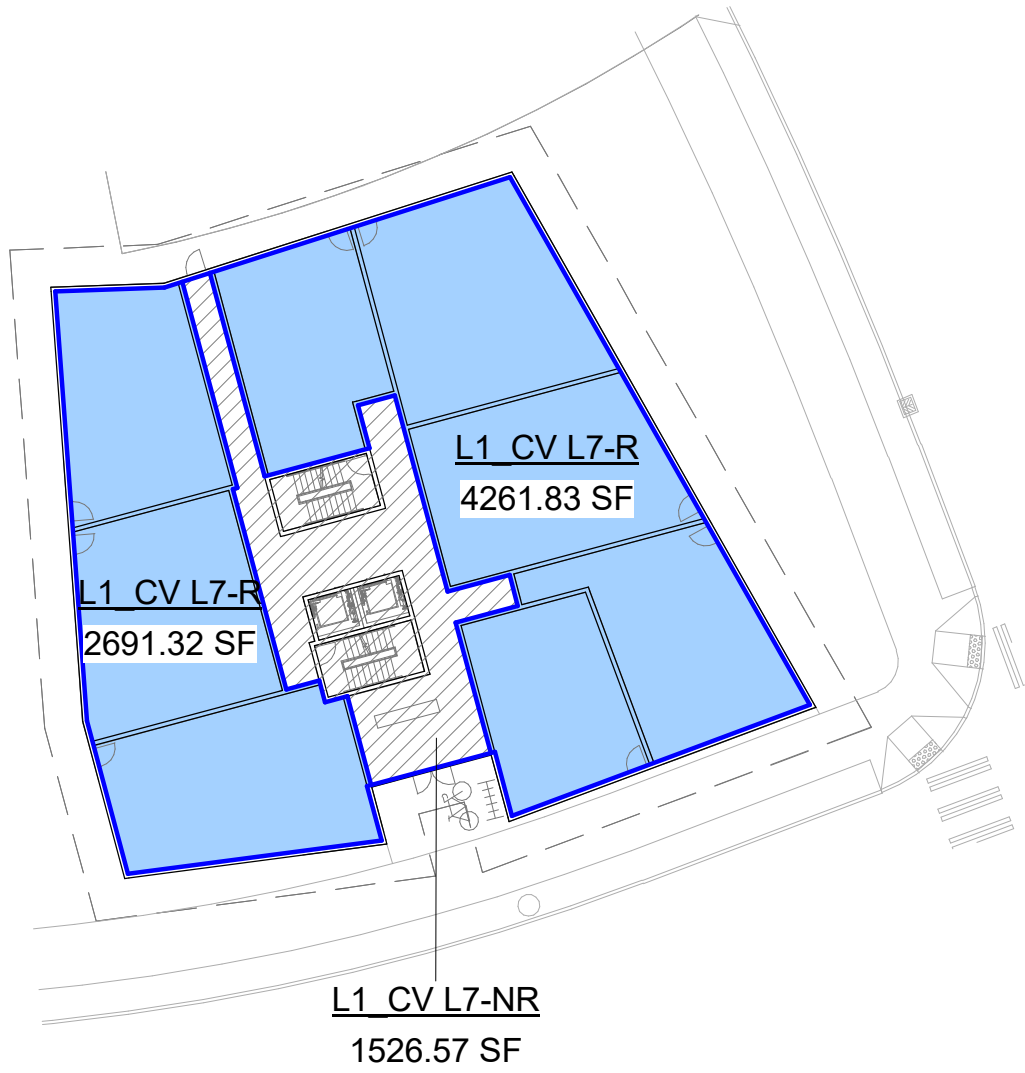 L1_CV L7-R
4261.83 SF
L1_CV L7-R
2691.32 SF
L1_CV L7-NR
1526.57 SF